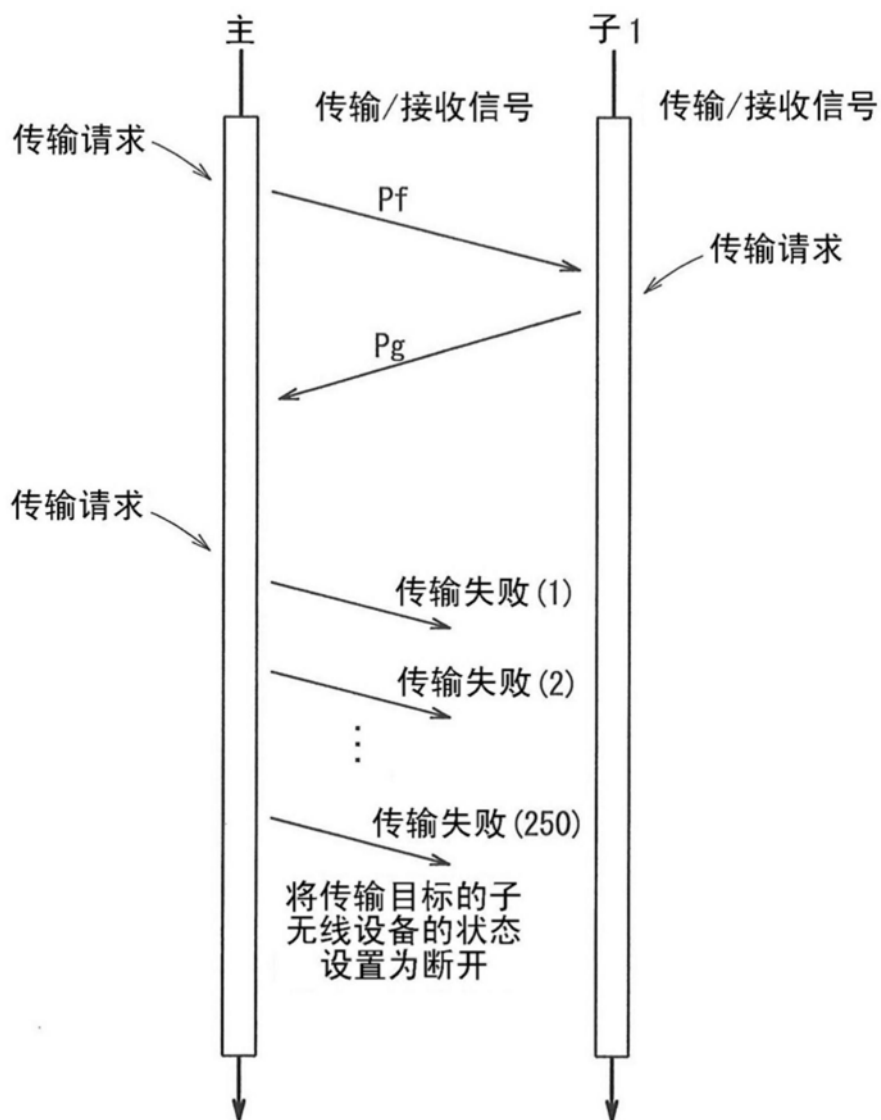 主
子1
传输/接收信号
传输/接收信号
传输请求
Pf
传输请求
Pg
传输请求
传输失败(1)
传输失败(2)
⋮
传输失败(250)
将传输目标的子
无线设备的状态
设置为断开